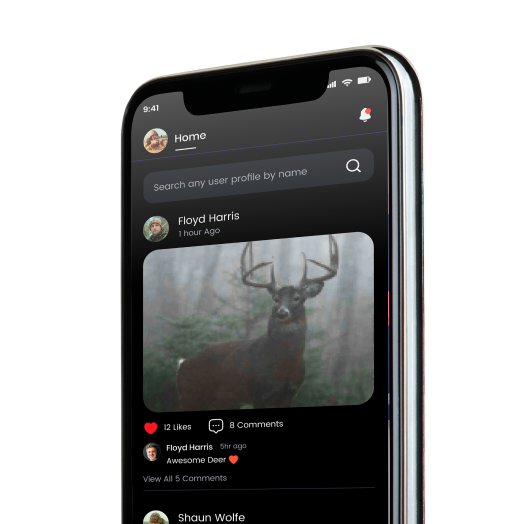 9:41
Home
Search any user profile by name
Floyd Harris
1 hour Ago
12 Likes
8 Comments
Floyd Harris 5hr ago
Awesome Deer ❤️
View All 5 Comments
Shaun Wolfe